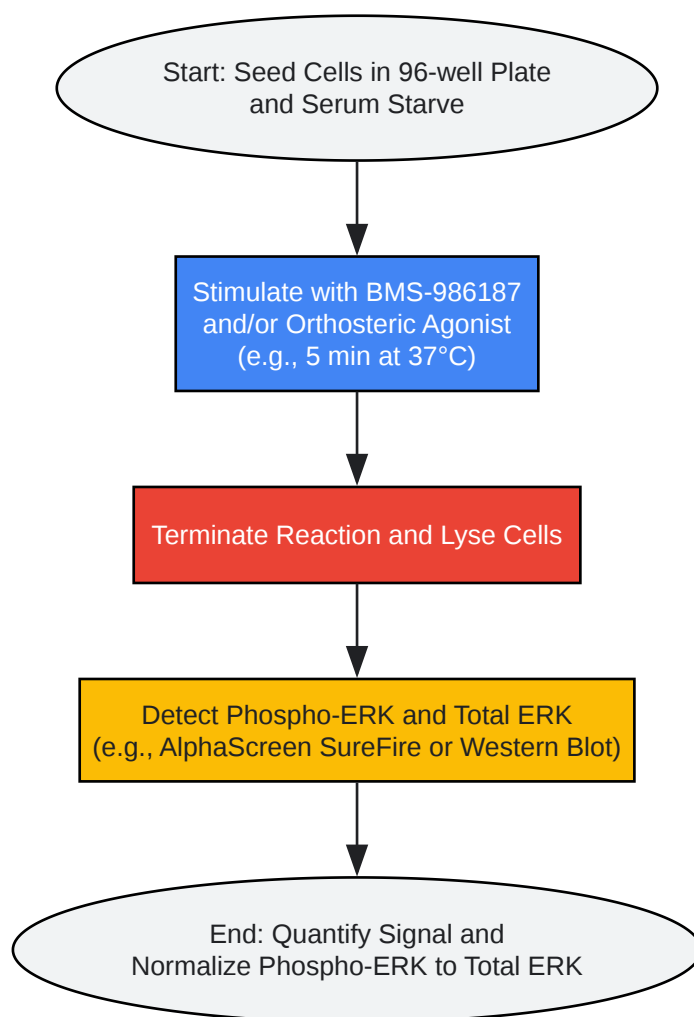 Start: Seed Cells in 96-well Plate
and Serum Starve
Stimulate with BMS-986187
and/or Orthosteric Agonist
(e.g., 5 min at 37°C)
Terminate Reaction and Lyse Cells
Detect Phospho-ERK and Total ERK
(e.g., AlphaScreen SureFire or Western Blot)
End: Quantify Signal and
Normalize Phospho-ERK to Total ERK